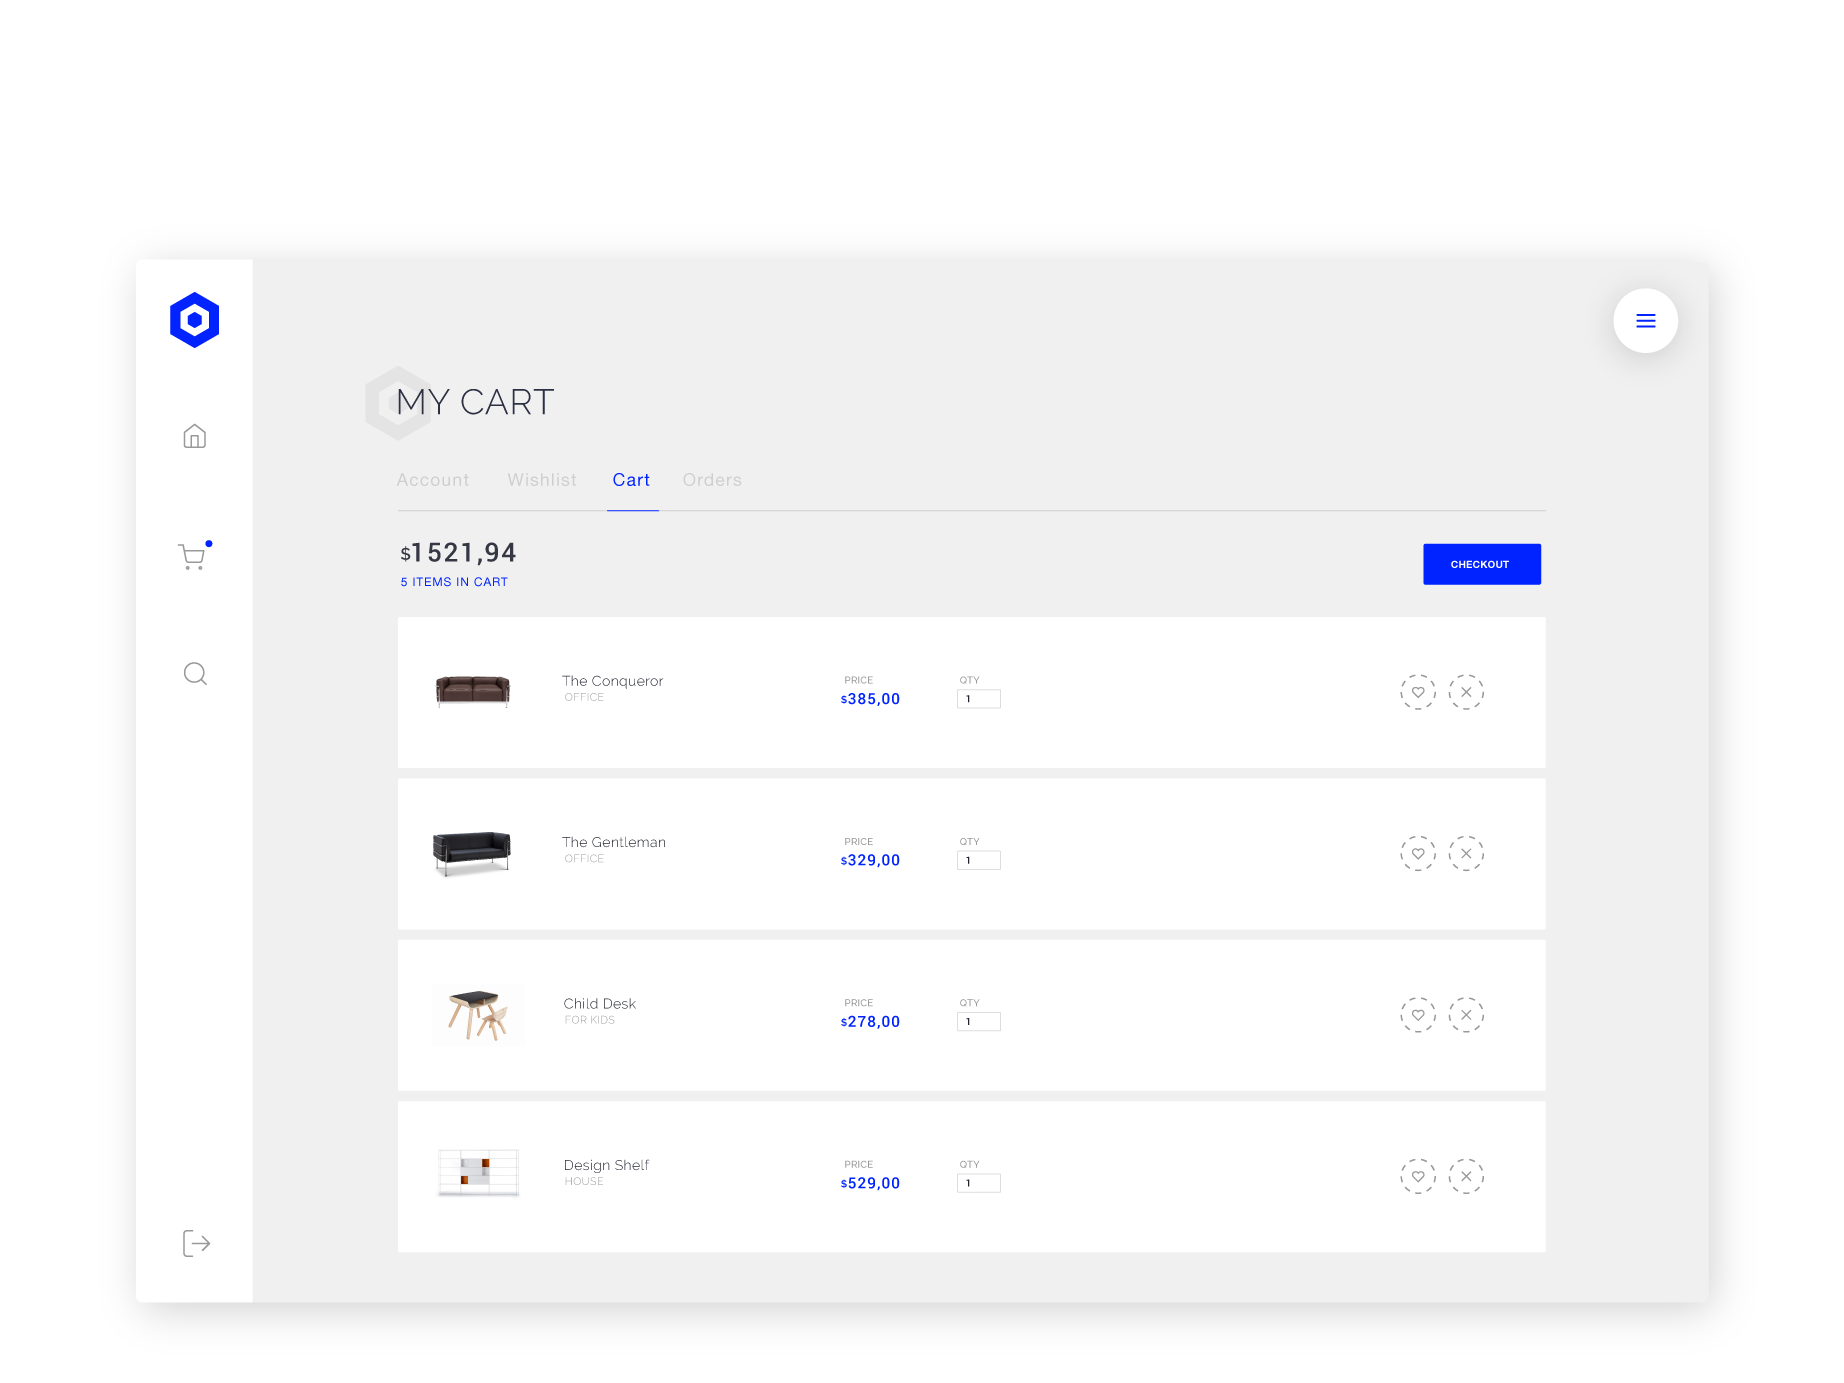 MY CART
Account Wishlist Cart Orders
$1521,94
5 ITEMS IN CART
CHECKOUT
The Conqueror
OFFICE
PRICE
$385,00
QTY
1
The Gentleman
OFFICE
PRICE
$329,00
QTY
1
Child Desk
FOR KIDS
PRICE
$278,00
QTY
1
Design Shelf
HOUSE
PRICE
$529,00
QTY
1